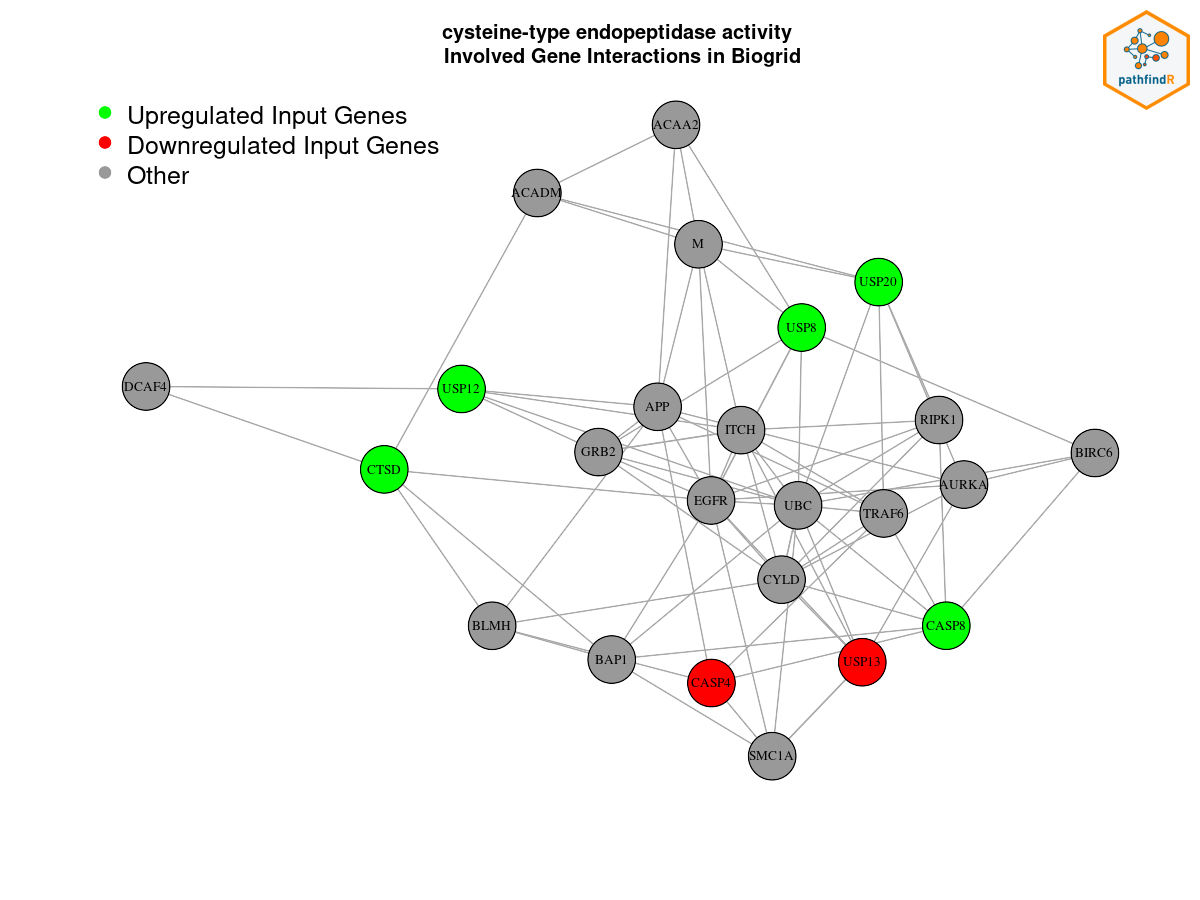 cysteine-type endopeptidase activity
Involved Gene Interactions in Biogrid
pathfindR
Upregulated Input Genes
Downregulated Input Genes
Other
ACAA2
ACADM
M
USP20
USP8
DCAF4
USP12
APP
ITCH
RIPK1
GRB2
BIRC6
CTSD
AURKA
EGFR
UBC
TRAF6
CYLD
BLMH
CASP8
BAP1
USP13
CASP4
SMC1A